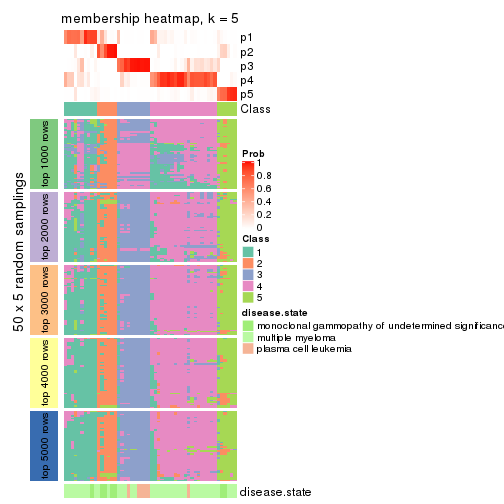 membership heatmap, k = 5
p1
p2
p3
p4
p5
Class
50 x 5 random samplings
top 1000 rows
top 2000 rows
top 3000 rows
top 4000 rows
top 5000 rows
Prob
1
0.8
0.6
0.4
0.2
0
Class
1
2
3
4
5
disease.state
monoclonal gammopathy of undetermined significance
multiple myeloma
plasma cell leukemia
disease.state